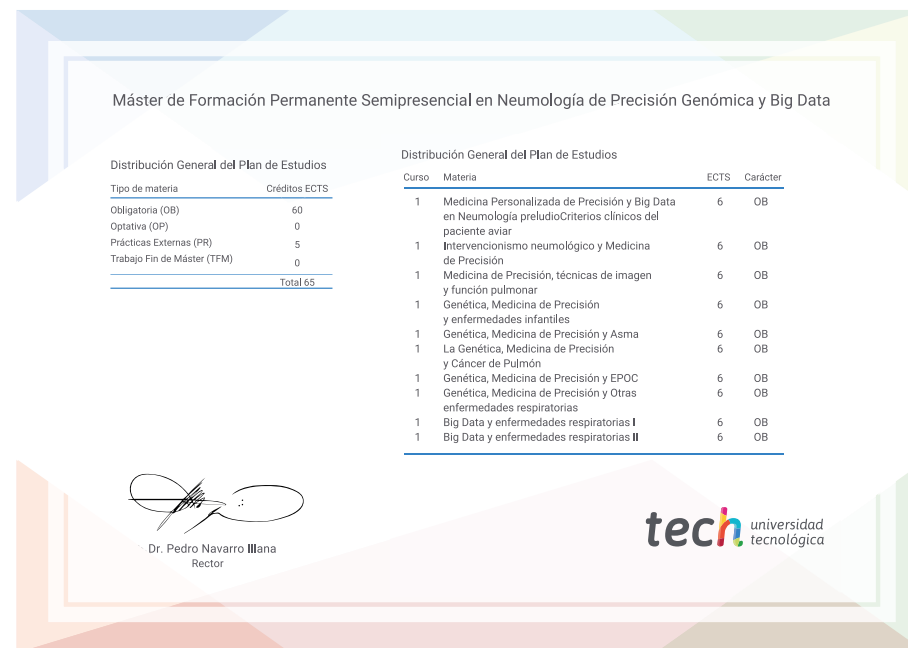 Máster de Formación Permanente Semipresencial en Neumología de Precisión Genómica y Big Data
Distribución General del Plan de Estudios
Tipo de materia Créditos ECTS
Obligatoria (OB) 60
Optativa (OP) 0
Prácticas Externas (PR) 5
Trabajo Fin de Máster (TFM) 0
Total 65
Distribución General del Plan de Estudios
Curso Materia ECTS Carácter
1 Medicina Personalizada de Precisión y Big Data 6 OB
en Neumología preludioCriterios clínicos del
paciente aviar
1 Intervencionismo neumológico y Medicina 6 OB
de Precisión
1 Medicina de Precisión, técnicas de imagen 6 OB
y función pulmonar
1 Genética, Medicina de Precisión 6 OB
y enfermedades infantiles
1 Genética, Medicina de Precisión y Asma 6 OB
1 La Genética, Medicina de Precisión 6 OB
y Cáncer de Pulmón
1 Genética, Medicina de Precisión y EPOC 6 OB
1 Genética, Medicina de Precisión y Otras 6 OB
enfermedades respiratorias
1 Big Data y enfermedades respiratorias I 6 OB
1 Big Data y enfermedades respiratorias II 6 OB
Dr. Pedro Navarro Illana
Rector
tech universidad
tecnológica